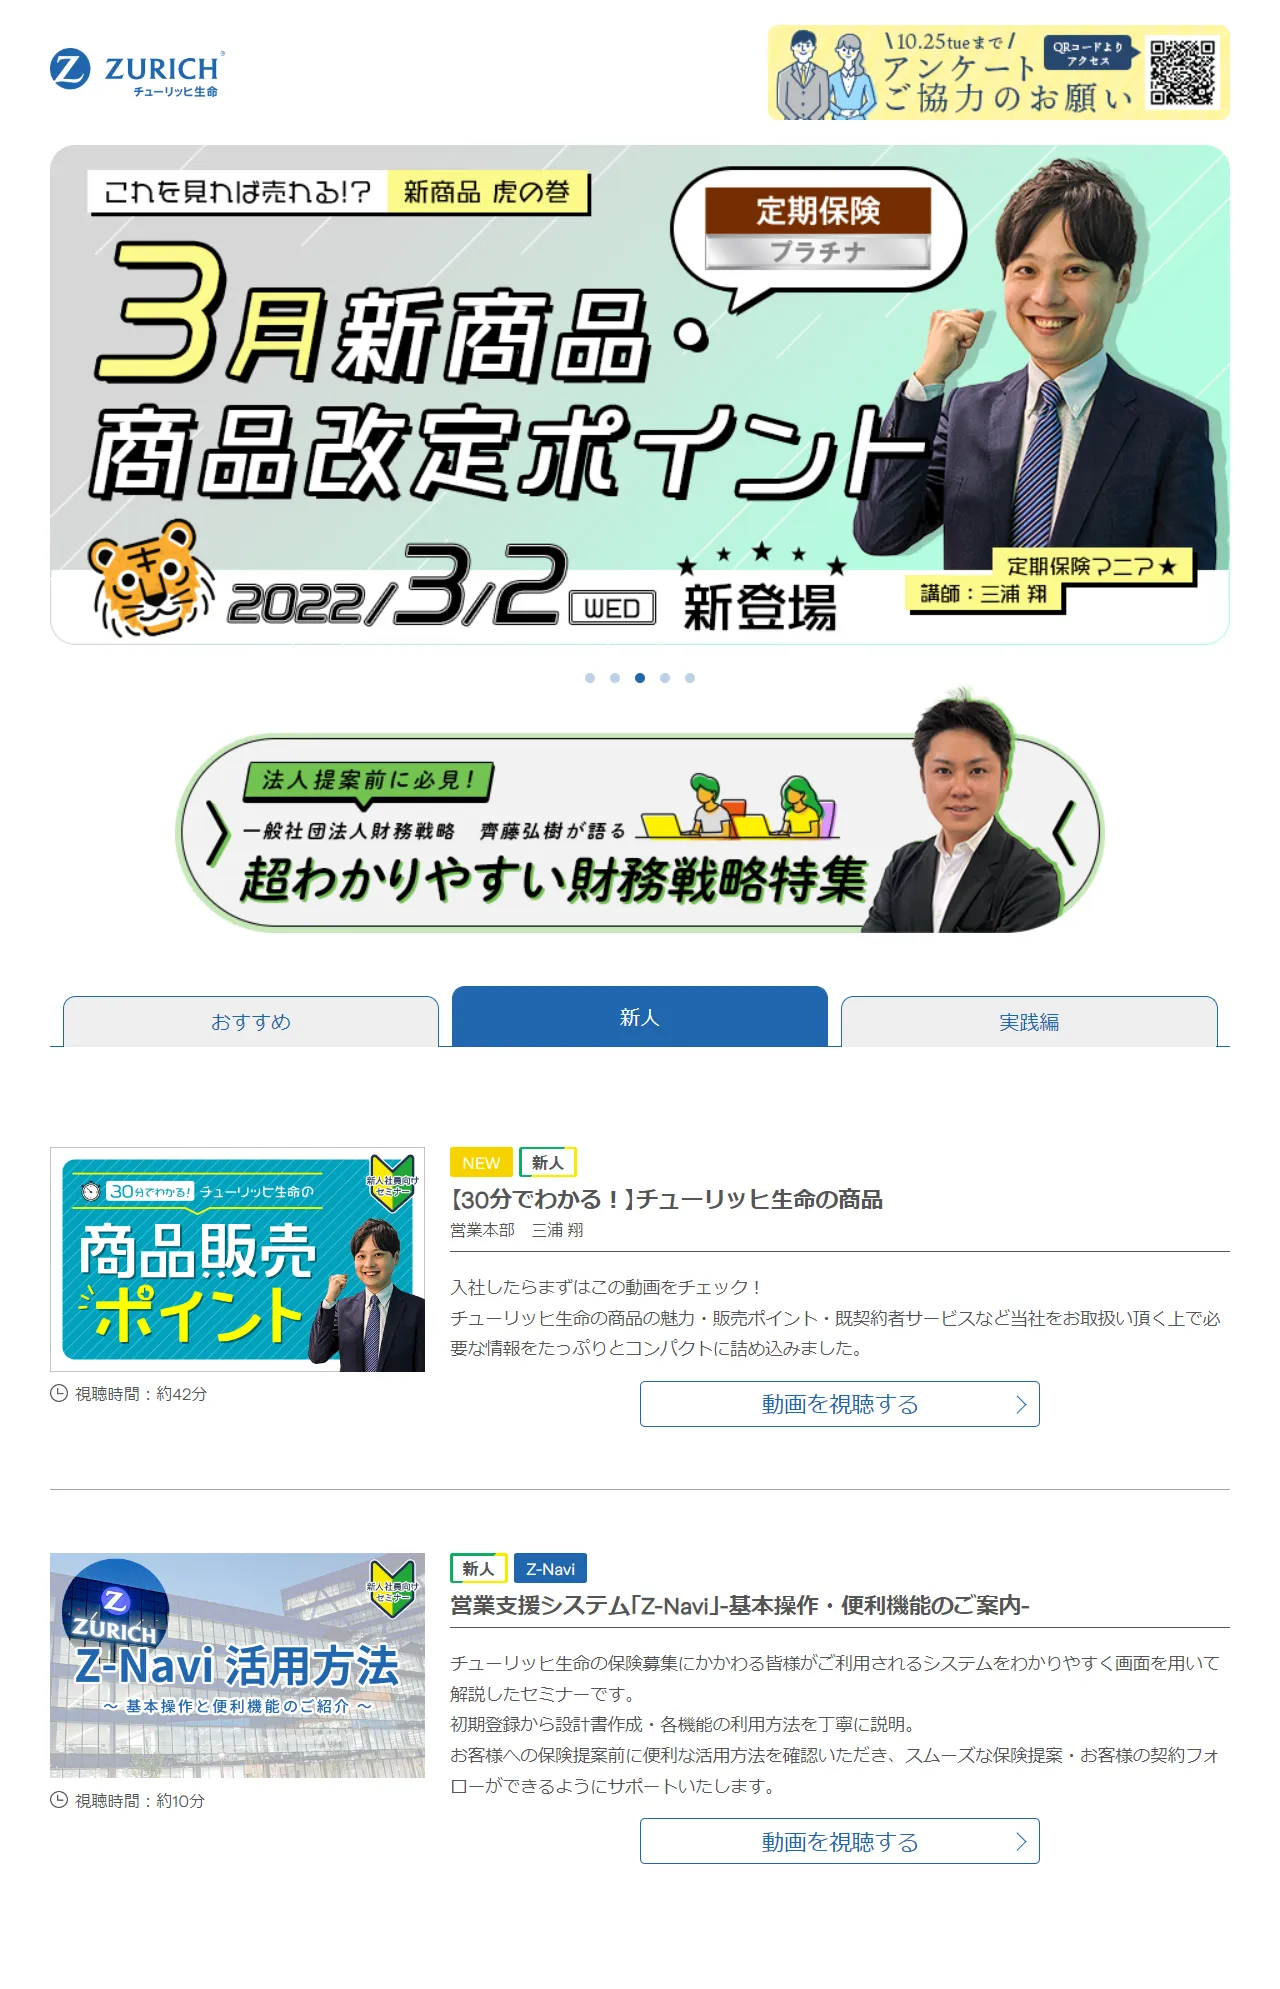 ZURICH
チューリッヒ生命
\10.25tueまで/
アンケート
ご協力のお願い
QRコードより
アクセス
これを見れば売れる!? 新商品 虎の巻
定期保険
プラチナ
3月新商品・
商品改定ポイント
2022/3/2 WED
★★★★★
新登場
定期保険マニア★
講師：三浦 翔
法人提案前に必見！
一般社団法人財務戦略　齊藤弘樹が語る
超わかりやすい財務戦略特集
おすすめ
新人
実践編
30分でわかる! チューリッヒ生命の
商品販売
ポイント
新人社員向け
セミナー
視聴時間：約42分
NEW 新人
【30分でわかる！】チューリッヒ生命の商品
営業本部　三浦 翔
入社したらまずはこの動画をチェック！
チューリッヒ生命の商品の魅力・販売ポイント・既契約者サービスなど当社をお取扱い頂く上で必
要な情報をたっぷりとコンパクトに詰め込みました。
動画を視聴する
Z
ZURICH
新人社員向け
セミナー
Z-Navi 活用方法
～ 基本操作と便利機能のご紹介 ～
視聴時間：約10分
新人 Z-Navi
営業支援システム「Z-Navi」-基本操作・便利機能のご案内-
チューリッヒ生命の保険募集にかかわる皆様がご利用されるシステムをわかりやすく画面を用いて
解説したセミナーです。
初期登録から設計書作成・各機能の利用方法を丁寧に説明。
お客様への保険提案前に便利な活用方法を確認いただき、スムーズな保険提案・お客様の契約フォ
ローができるようにサポートいたします。
動画を視聴する